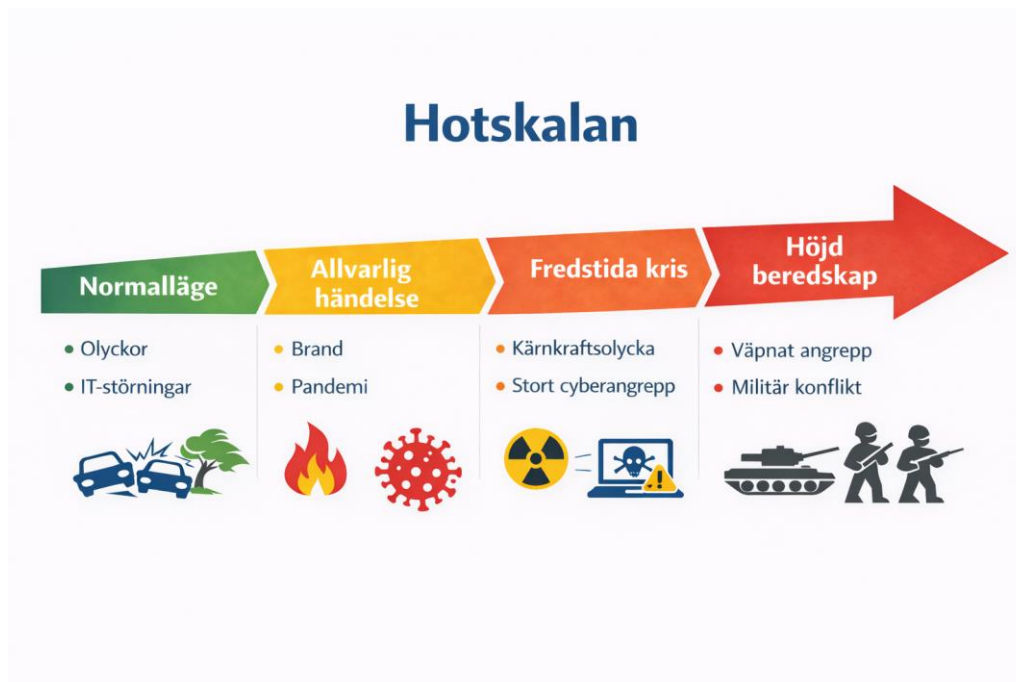 Hotskalan
Normalläge
Allvarlig
händelse
Fredstida kris
Höjd
beredskap
Olyckor
IT-störningar
Brand
Pandemi
Kärnkraftsolycka
Stort cyberangrepp
Väpnat angrepp
Militär konflikt
!